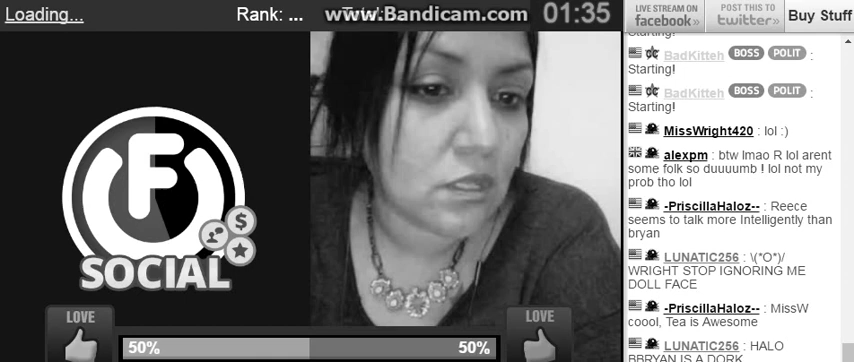 Loading...
Rank: ...
www.Bandicam.com
01:35
LIVE STREAM ON
facebook»
POST THIS TO
twitter»
Buy Stuff
Starting!
BadKitteh BOSS POLIT :
Starting!
BadKitteh BOSS POLIT :
Starting!
MissWright420 : lol :)
alexpm : btw lmao R lol arent
some folk so duuuumb ! lol not my
prob tho lol
-PriscillaHaloz-- : Reece
seems to talk more Intelligently than
bryan
LUNATIC256 : \(*O*)/
WRIGHT STOP IGNORING ME
DOLL FACE
-PriscillaHaloz-- : MissW
coool, Tea is Awesome
LUNATIC256 : HALO
BBRYAN IS A DORK
F
$
SOCIAL
LOVE
LOVE
50%
50%